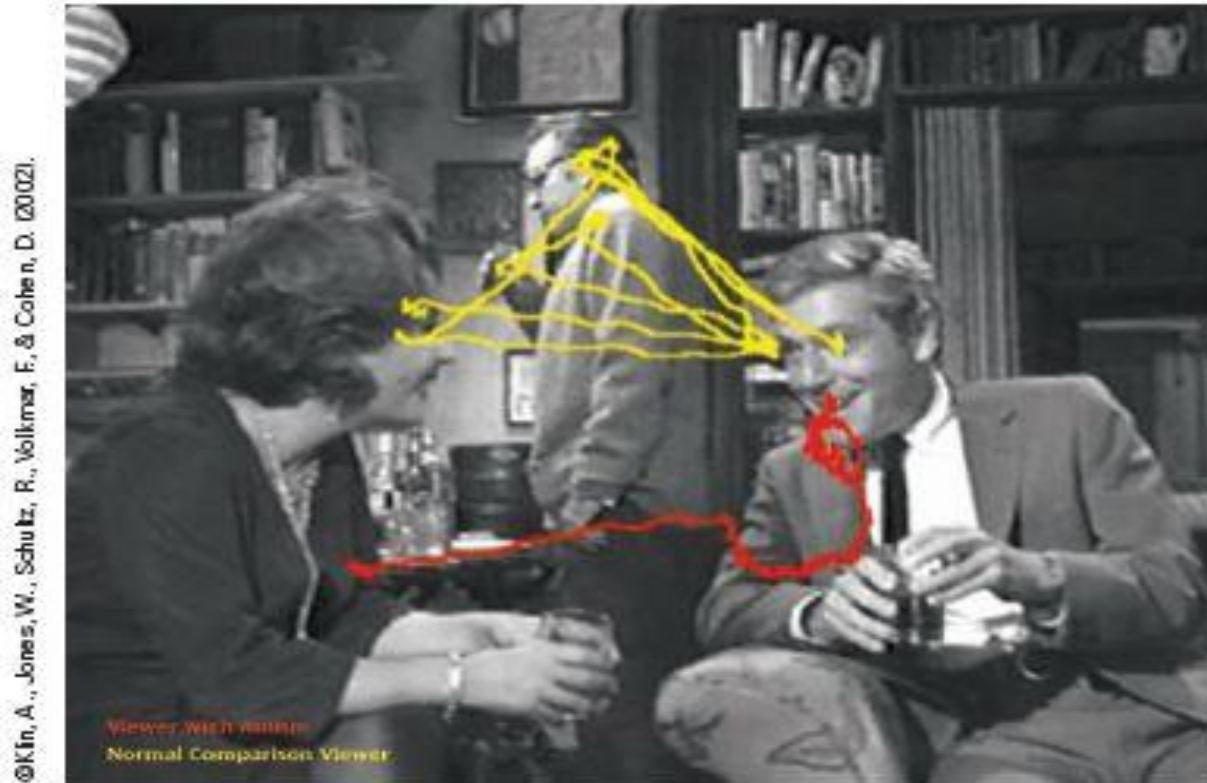 ©Klin, A., Jones, W., Schultz, R., Volkmar, F., & Cohen, D. (2002).
Viewer with Autism
Normal Comparison Viewer